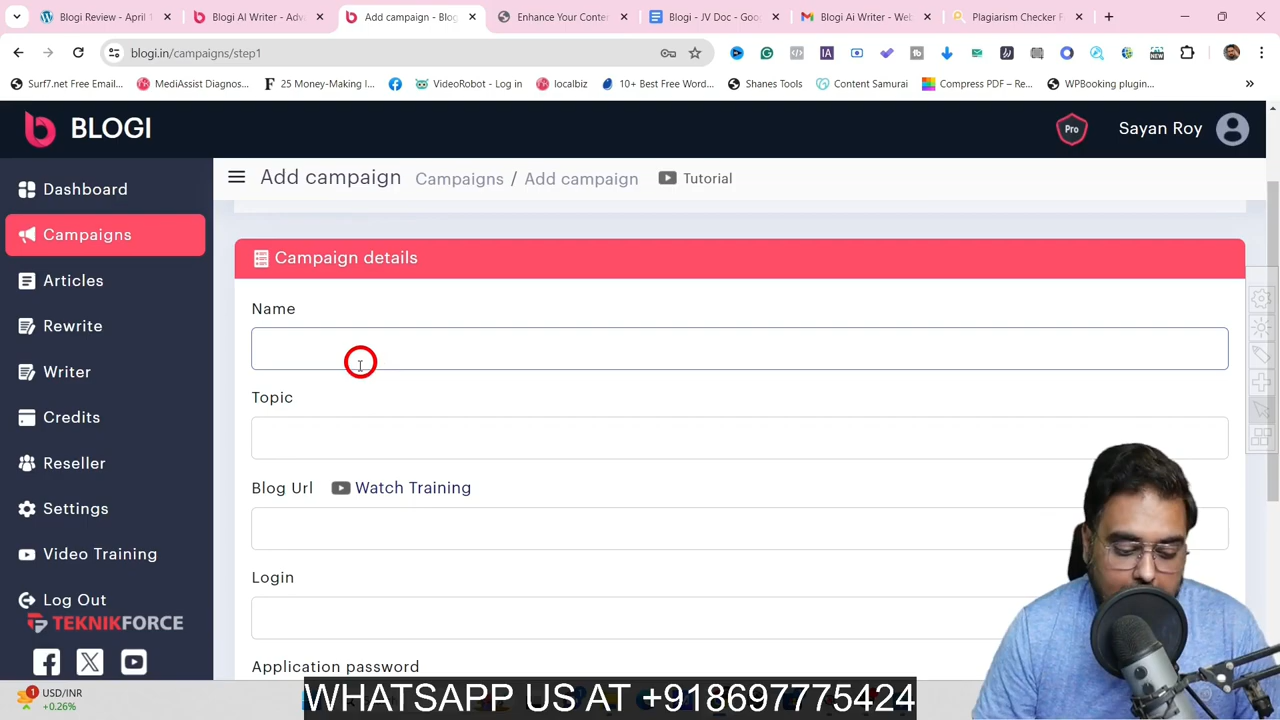 Blogi Review - April 1
Blogi AI Writer - Adv
Add campaign - Blog
Enhance Your Conte
Blogi - JV Doc - Goo
Blogi Ai Writer - Web
Plagiarism Checker F
blogi.in/campaigns/step1
Surf7.net Free Email...
MediAssist Diagnos...
25 Money-Making I...
VideoRobot - Log in
localbiz
10+ Best Free Word...
Shanes Tools
Content Samurai
Compress PDF – Re...
WPBooking plugin...
BLOGI
Pro
Sayan Roy
Dashboard
Campaigns
Articles
Rewrite
Writer
Credits
Reseller
Settings
Video Training
Log Out
TEKNIKFORCE
Add campaign
Campaigns / Add campaign
Tutorial
Campaign details
Name
Topic
Blog Url
Watch Training
Login
Application password
1
USD/INR
+0.26%
WHATSAPP US AT +918697775424